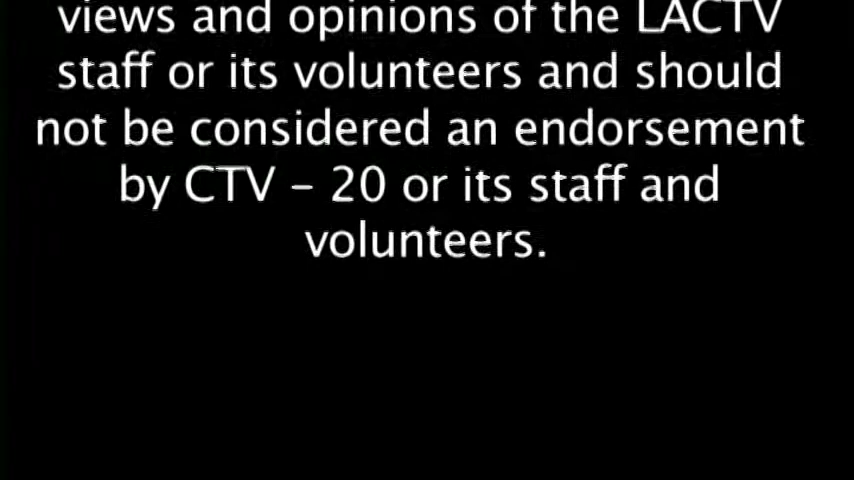 views and opinions of the LACTV
staff or its volunteers and should
not be considered an endorsement
by CTV – 20 or its staff and
volunteers.